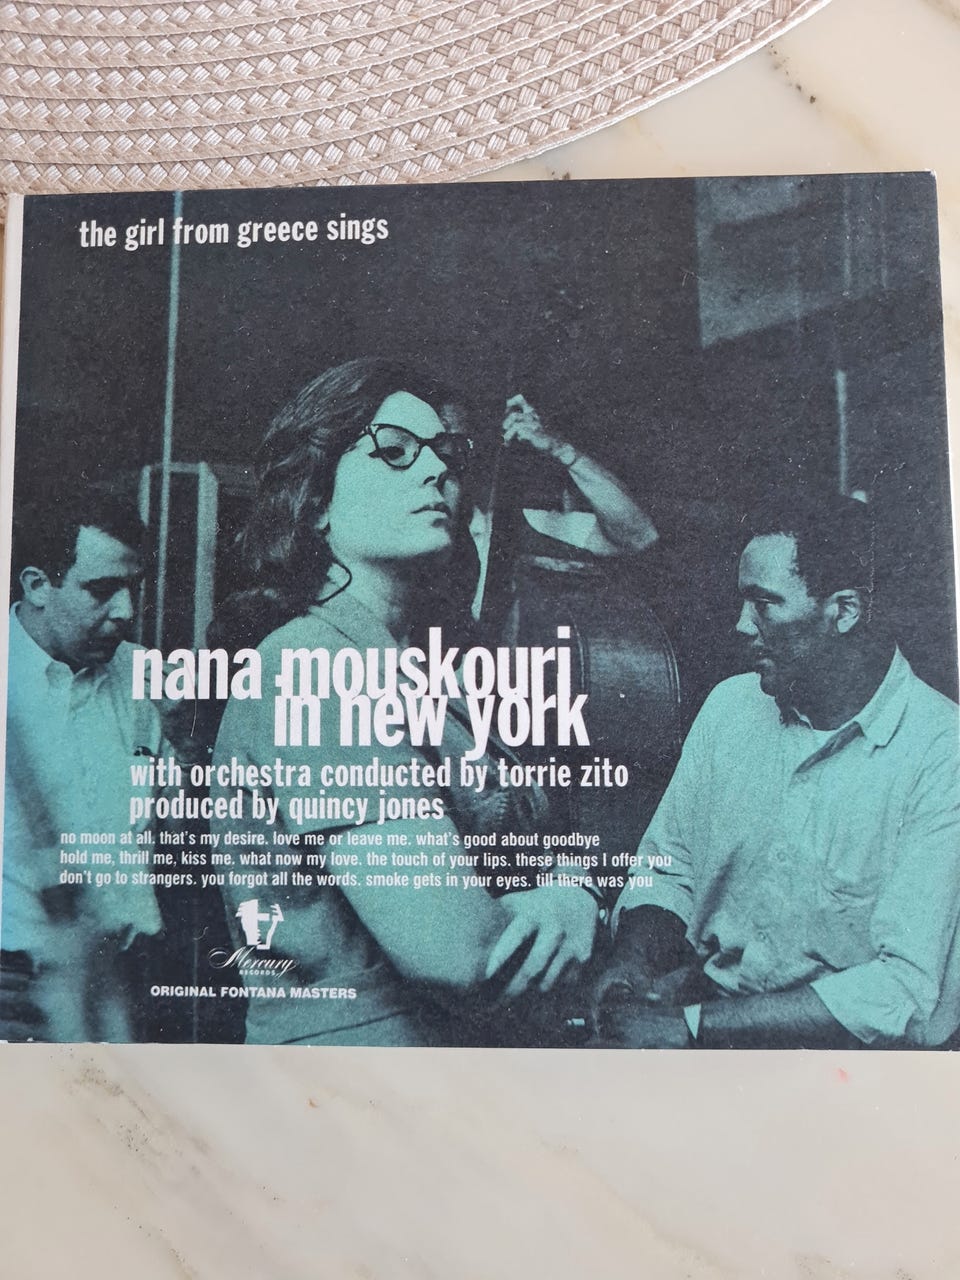 the girl from greece sings
nana mouskouri
in new york
with orchestra conducted by torrie zito
produced by quincy jones
no moon at all. that's my desire. love me or leave me. what's good about goodbye
hold me, thrill me, kiss me. what now my love. the touch of your lips. these things I offer you
don't go to strangers. you forgot all the words. smoke gets in your eyes. till there was you
Mercury
RECORDS
ORIGINAL FONTANA MASTERS